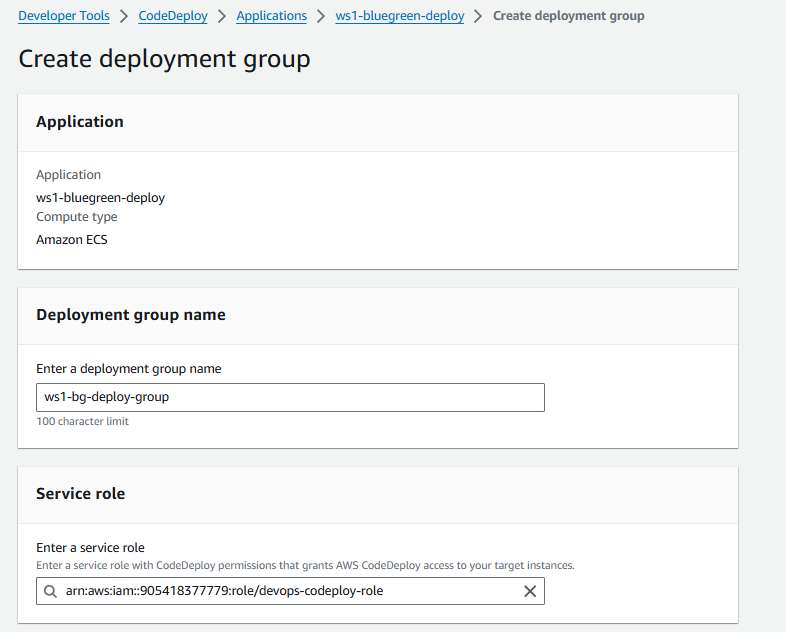 Developer Tools > CodeDeploy > Applications > ws1-bluegreen-deploy > Create deployment group
Create deployment group
Application
Application
ws1-bluegreen-deploy
Compute type
Amazon ECS
Deployment group name
Enter a deployment group name
ws1-bg-deploy-group
100 character limit
Service role
Enter a service role
Enter a service role with CodeDeploy permissions that grants AWS CodeDeploy access to your target instances.
arn:aws:iam::905418377779:role/devops-codeploy-role